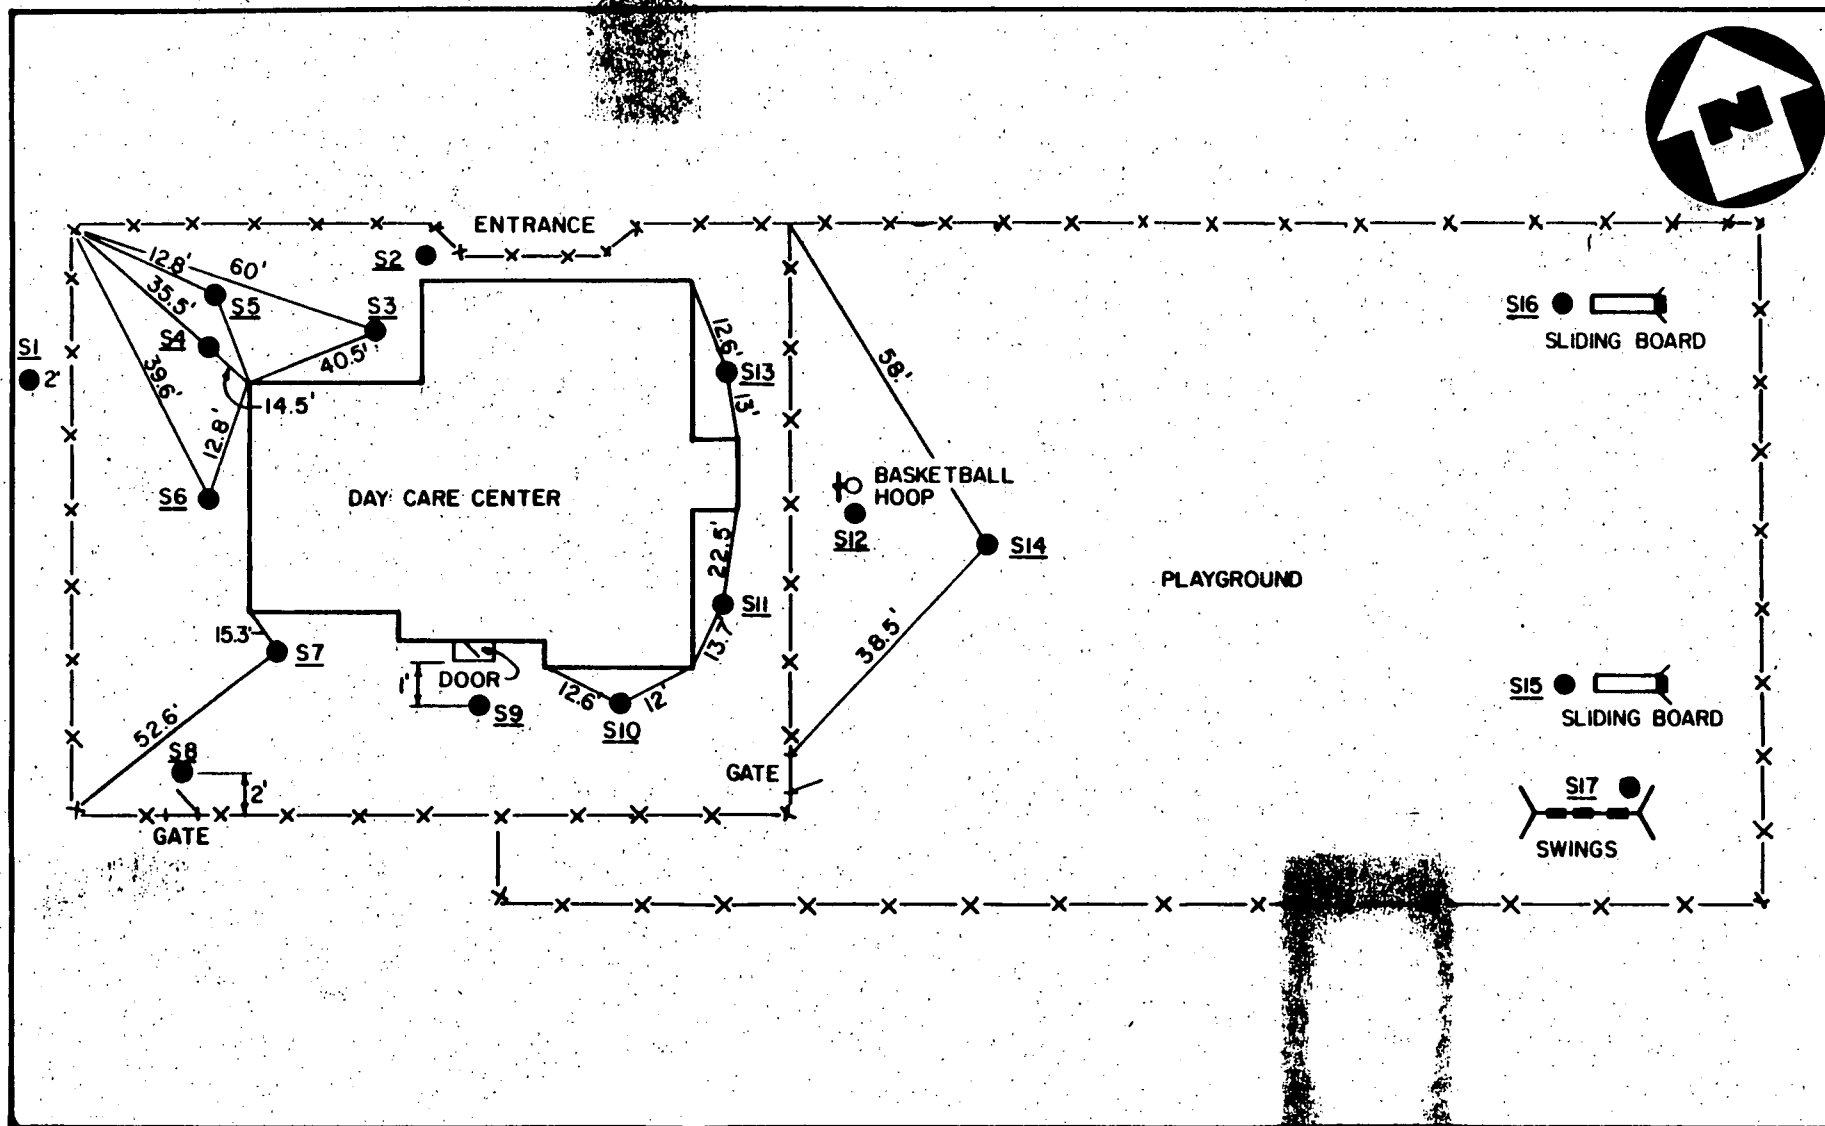 N
ENTRANCE
S2
12.8'
60'
35.5'
S5
S3
S4
40.5'
39.6'
S1
2'
14.5'
12.8'
12.6'
S13
13'
58'
S16
SLIDING BOARD
S6
DAY CARE CENTER
BASKETBALL
HOOP
S12
S14
22.5'
S11
13.7'
PLAYGROUND
38.5'
15.3'
S7
DOOR
1'
S9
12.6'
12'
S10
S15
SLIDING BOARD
52.6'
S8
2'
GATE
GATE
S17
SWINGS